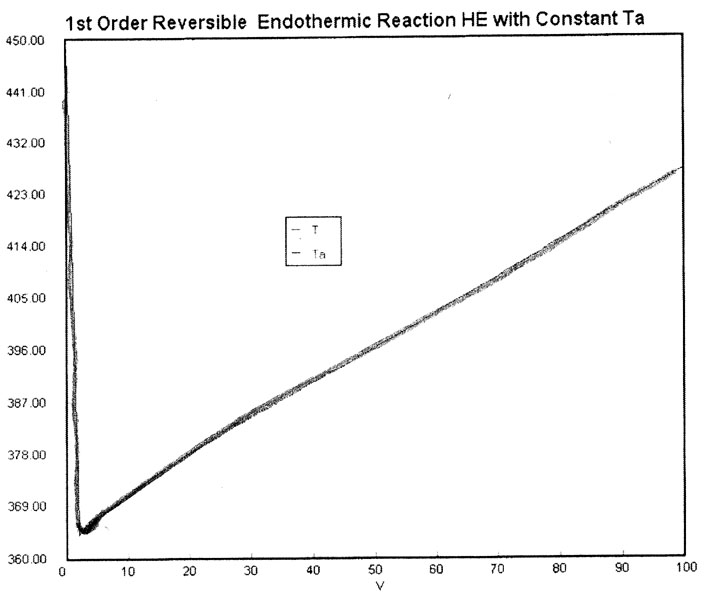 1st Order Reversible Endothermic Reaction HE with Constant Ta
450.00
441.00
432.00
423.00
414.00
405.00
396.00
387.00
378.00
369.00
360.00
T
Ta
0 10 20 30 40 50 60 70 80 90 100
V